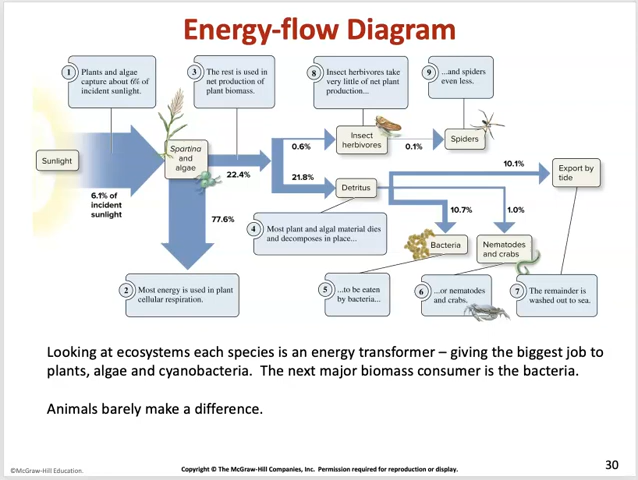 Energy-flow Diagram
1 Plants and algae
capture about 6% of
incident sunlight.
3 The rest is used in
net production of
plant biomass.
8 Insect herbivores take
very little of net plant
production...
9 ...and spiders
even less.
Sunlight
6.1% of
incident
sunlight
Spartina
and
algae
22.4%
77.6%
0.6%
Insect
herbivores
0.1%
Spiders
21.8%
Detritus
10.1%
Export by
tide
10.7%
1.0%
Bacteria
Nematodes
and crabs
4 Most plant and algal material dies
and decomposes in place...
2 Most energy is used in plant
cellular respiration.
5 ...to be eaten
by bacteria...
6 ...or nematodes
and crabs.
7 The remainder is
washed out to sea.
Looking at ecosystems each species is an energy transformer – giving the biggest job to
plants, algae and cyanobacteria.  The next major biomass consumer is the bacteria.
Animals barely make a difference.
©McGraw-Hill Education.
Copyright © The McGraw-Hill Companies, Inc.  Permission required for reproduction or display.
30